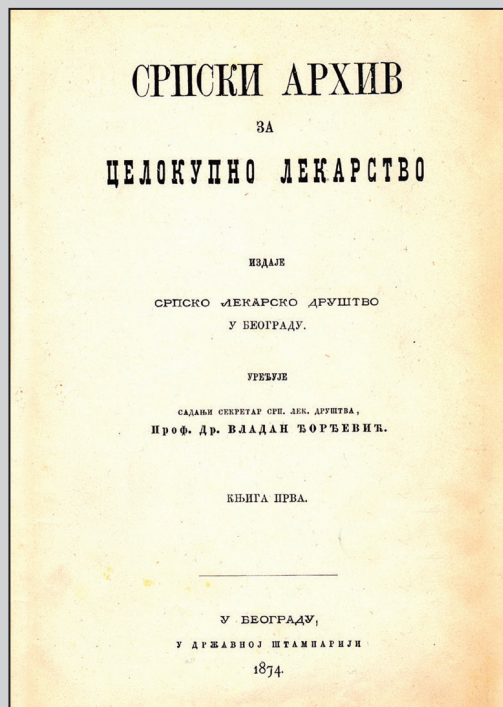 СРПСКИ АРХИВ
ЗА
ЦЕЛОКУПНО ЛЕКАРСТВО
ИЗДАЈЕ
СРПСКО ЛЕКАРСКО ДРУШТВО
У БЕОГРАДУ.
УРЕЂУЈЕ
САДАЊИ СЕКРЕТАР СРП. ЛЕК. ДРУШТВА,
Проф. Др. ВЛАДАН ЂОРЂЕВИЋ.
КЊИГА ПРВА.
У БЕОГРАДУ,
У ДРЖАВНОЈ ШТАМПАРИЈИ
1874.